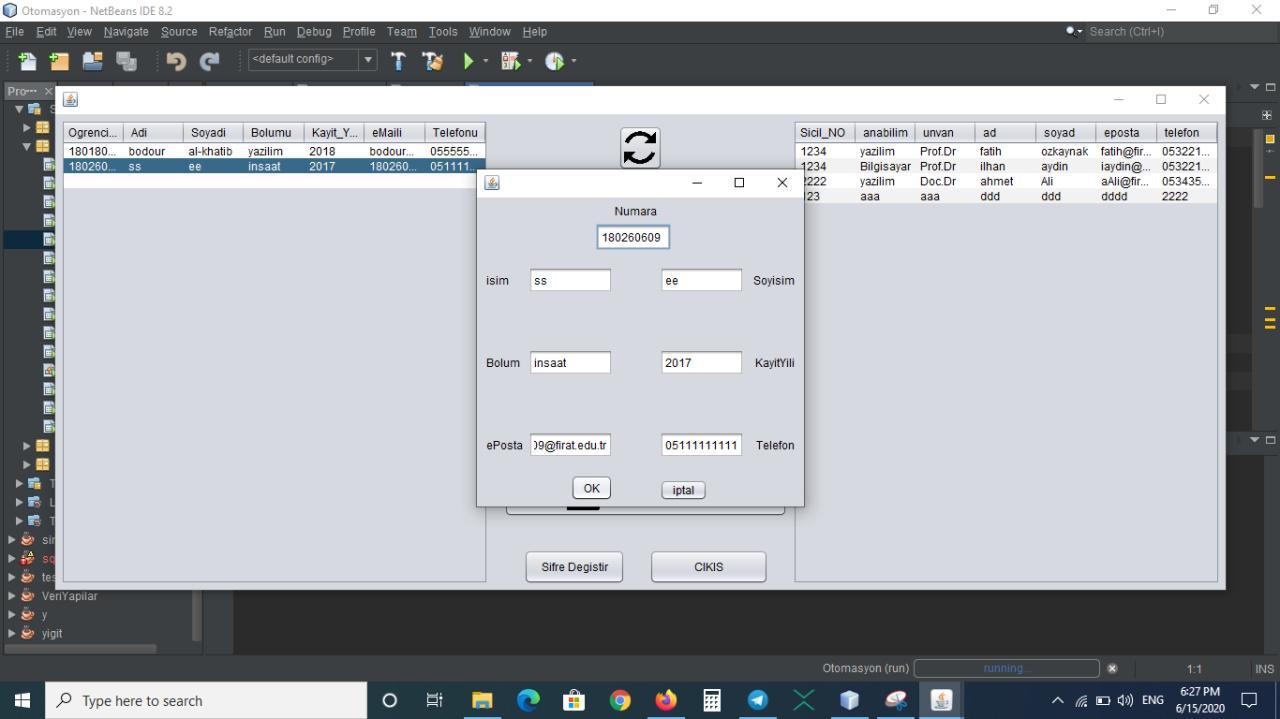 Otomasyon - NetBeans IDE 8.2
File Edit View Navigate Source Refactor Run Debug Profile Team Tools Window Help
Search (Ctrl+I)
<default config>
Pro...
Ogrenci... Adi Soyadi Bolumu Kayit_Y... eMaili Telefonu
180180... bodour al-khatib yazilim 2018 bodour... 055555...
180260... ss ee insaat 2017 180260... 051111...
Sicil_NO anabilim unvan ad soyad eposta telefon
1234 yazilim Prof.Dr fatih ozkaynak fatih@fir... 053221...
1234 Bilgisayar Prof.Dr ilhan aydin iaydin@... 053221...
2222 yazilim Doc.Dr ahmet Ali aAli@fir... 053435...
123 aaa aaa ddd ddd dddd 2222
Numara
180260609
isim ss ee Soyisim
Bolum insaat 2017 KayitYili
ePosta 09@firat.edu.tr 05111111111 Telefon
OK iptal
Sifre Degistir CIKIS
S
T
L
T
sin
sq
tes
VeriYapilar
y
yigit
Otomasyon (run) running... 1:1 INS
Type here to search
ENG
6:27 PM
6/15/2020